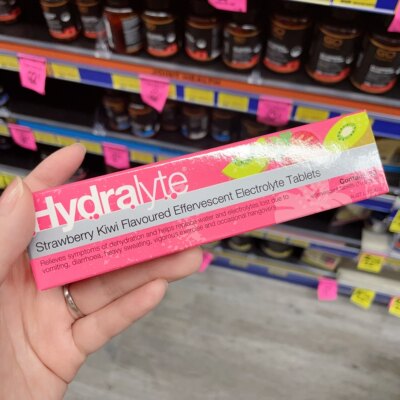 Hydralyte
Strawberry Kiwi Flavoured Effervescent Electrolyte Tablets
Relieves symptoms of dehydration and helps replace water and electrolytes lost due to
vomiting, diarrhoea, heavy sweating, vigorous exercise and occasional hangovers